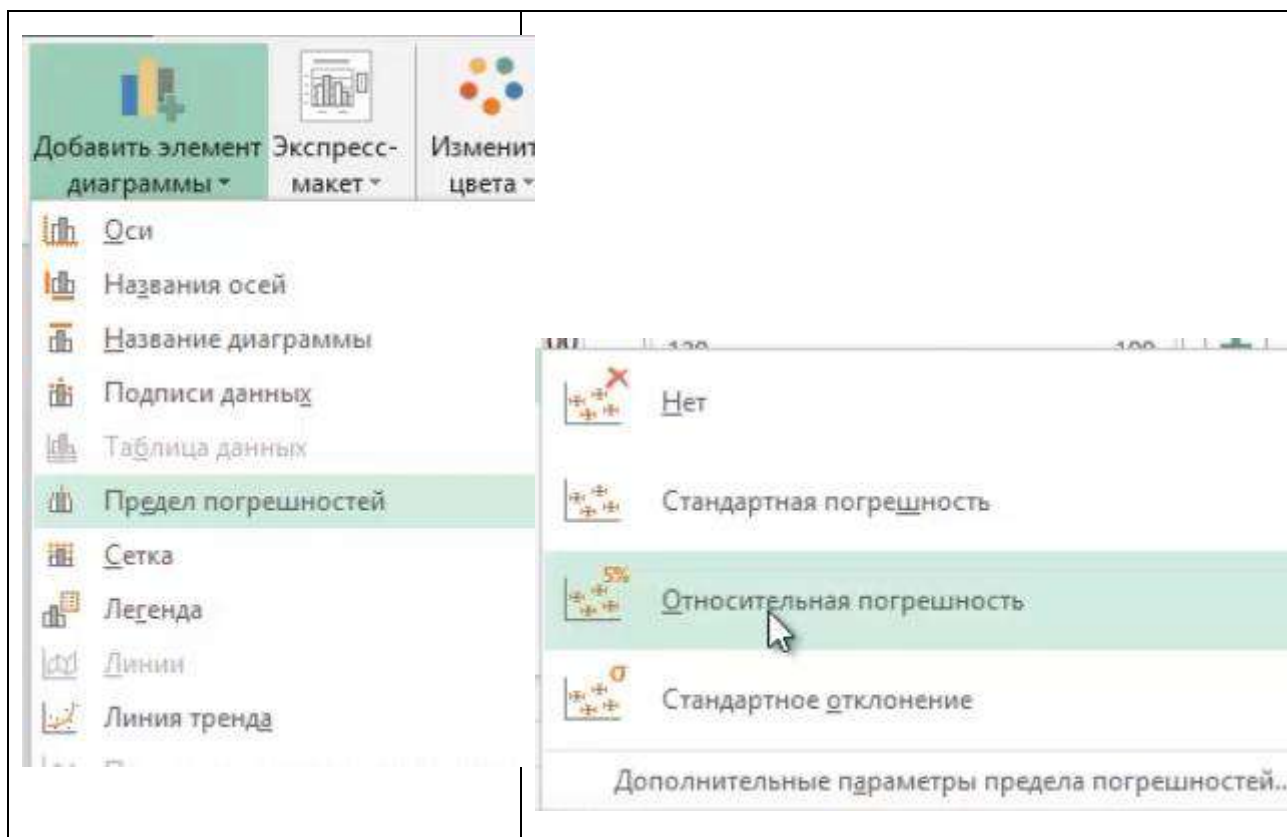 Добавить элемент
диаграммы
Экспресс-
макет
Изменит
цвета
Оси
Названия осей
Название диаграммы
Подписи данных
Таблица данных
Предел погрешностей
Сетка
Легенда
Линии
Линия тренда
Нет
Стандартная погрешность
5%
Относительная погрешность
σ
Стандартное отклонение
Дополнительные параметры предела погрешностей..